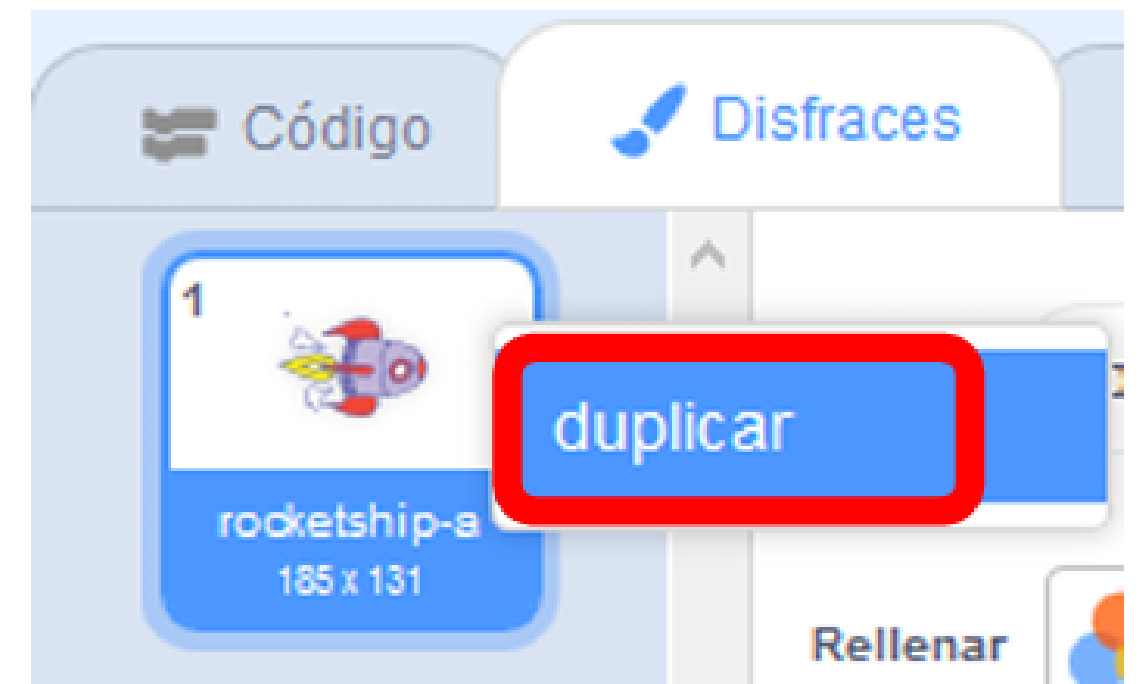 Código
Disfraces
1
duplicar
rocketship-a
185 x 131
Rellenar